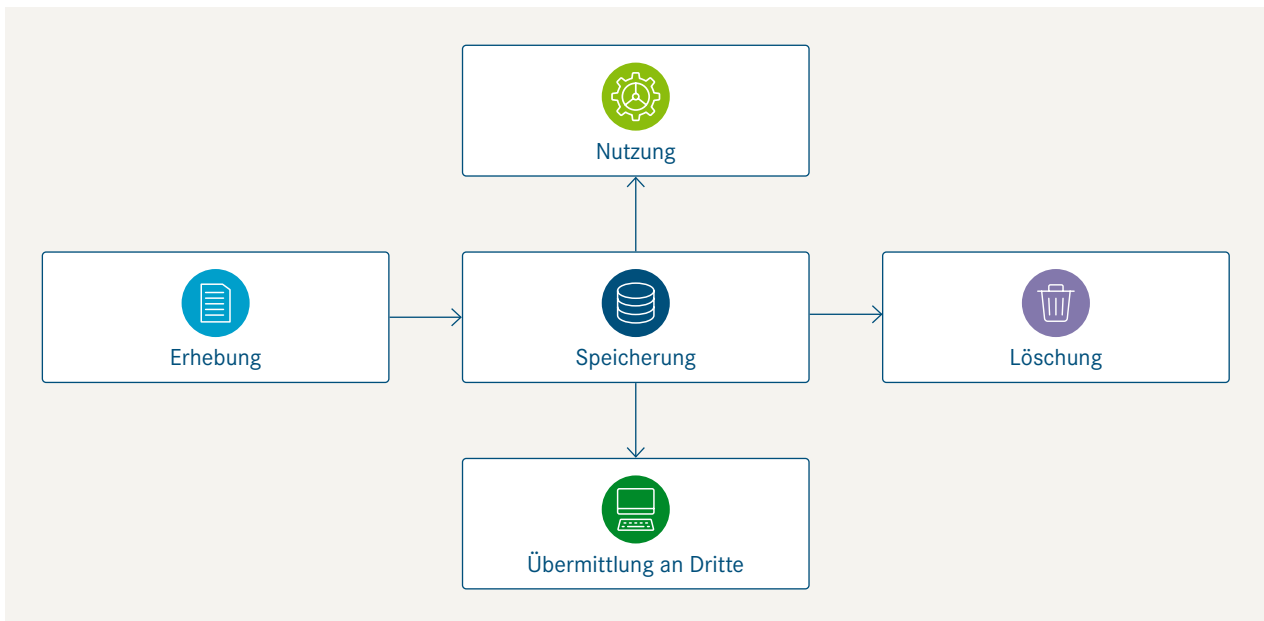 Nutzung
Erhebung
Speicherung
Löschung
Übermittlung an Dritte